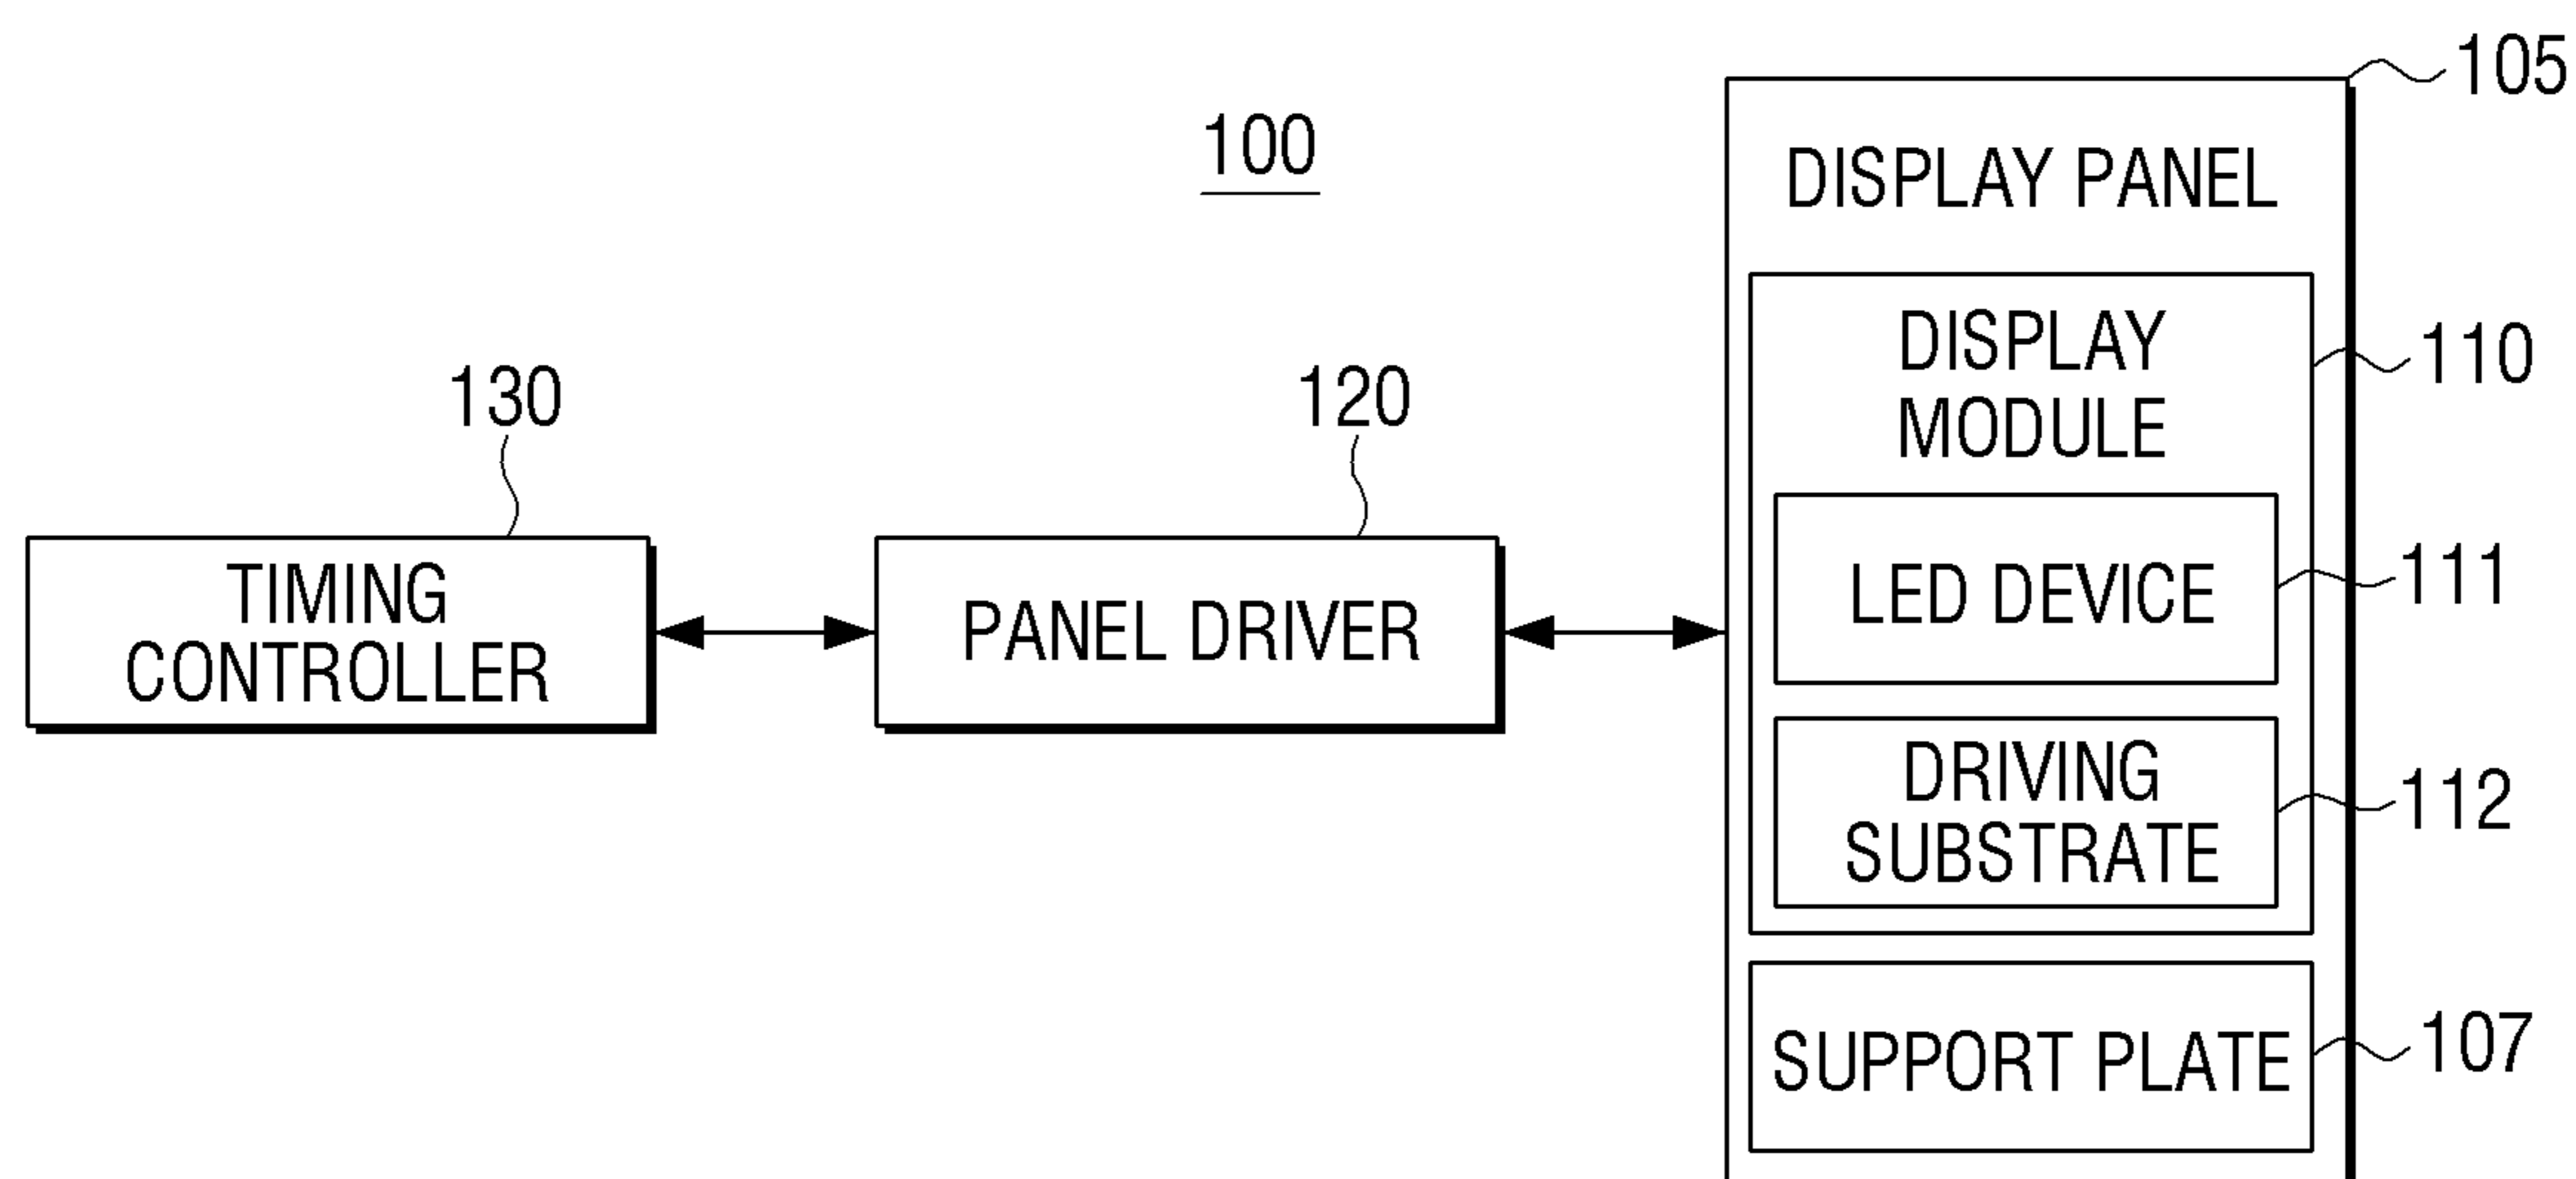 105
100
DISPLAY PANEL
DISPLAY
MODULE
110
130
120
LED DEVICE
111
TIMING
CONTROLLER
PANEL DRIVER
DRIVING
SUBSTRATE
112
SUPPORT PLATE
107